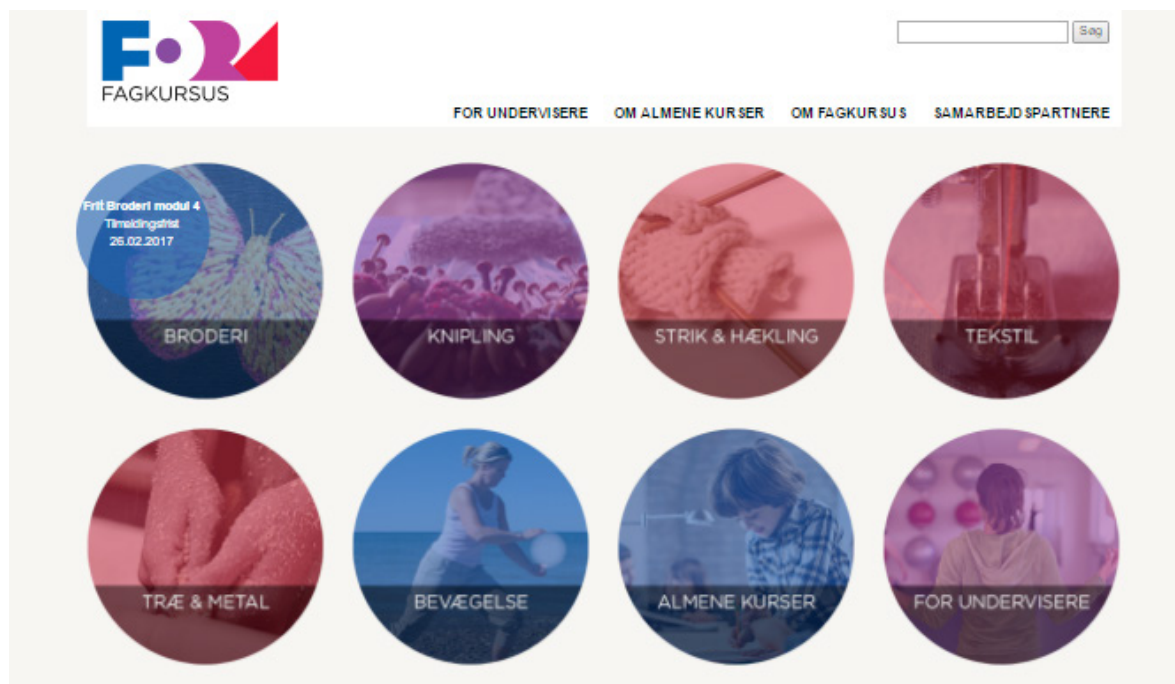 FORA
FAGKURSUS
Søg
FOR UNDERVISERE OM ALMENE KURSER OM FAGKURSUS SAMARBEJDSPARTNERE
Frit Broderi modul 4
Tilmeldingsfrist
26.02.2017
BRODERI
KNIPLING
STRIK & HÆKLING
TEKSTIL
TRÆ & METAL
BEVÆGELSE
ALMENE KURSER
FOR UNDERVISERE